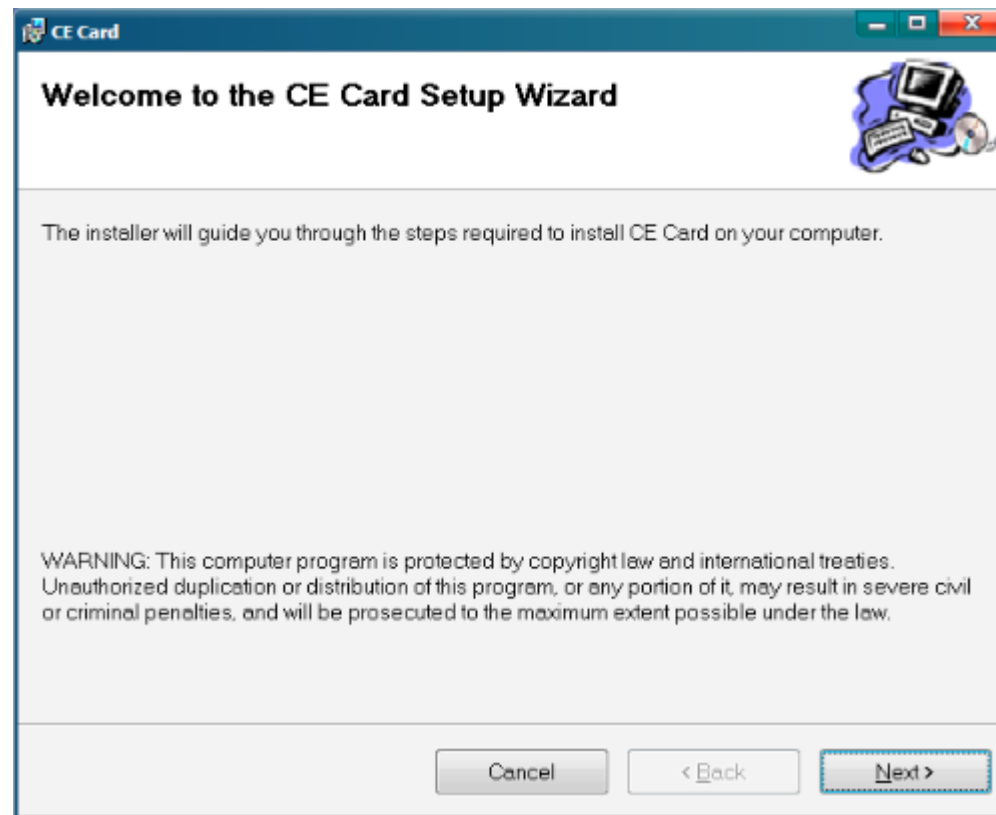 CE Card
Welcome to the CE Card Setup Wizard
The installer will guide you through the steps required to install CE Card on your computer.
WARNING: This computer program is protected by copyright law and international treaties.
Unauthorized duplication or distribution of this program, or any portion of it, may result in severe civil
or criminal penalties, and will be prosecuted to the maximum extent possible under the law.
Cancel
< Back
Next >